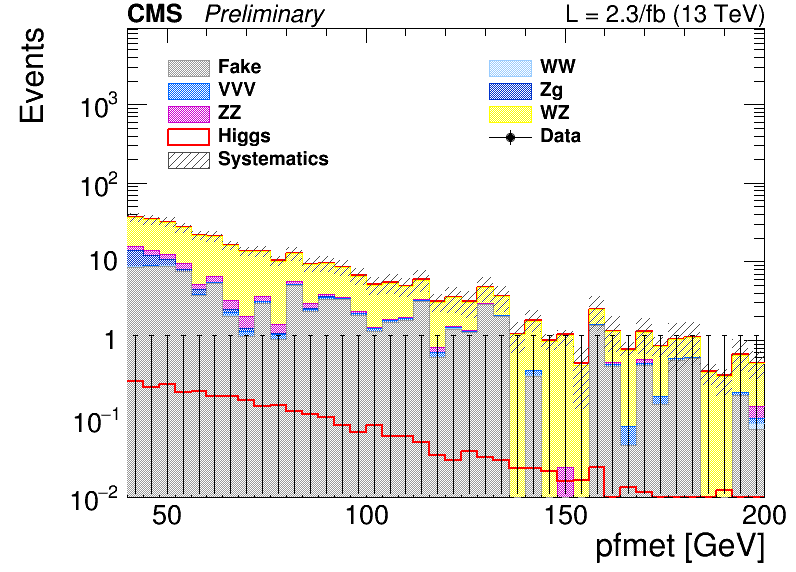 CMS Preliminary L = 2.3/fb (13 TeV)
Events
Fake WW
VVV Zg
ZZ WZ
Higgs Data
Systematics
10³
10²
10
1
10⁻¹
10⁻²
50 100 150 200
pfmet [GeV]